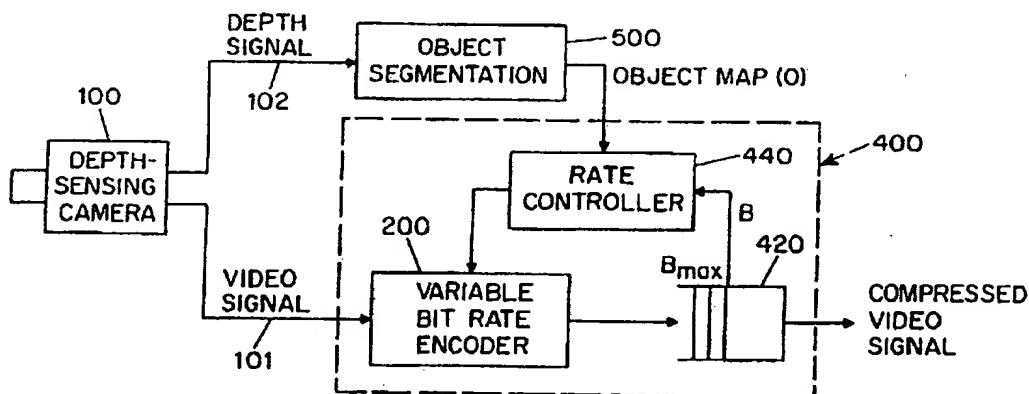 DEPTH
SIGNAL
102
OBJECT
SEGMENTATION
500
OBJECT MAP (O)
100
DEPTH-
SENSING
CAMERA
400
RATE
CONTROLLER
440
B
200
VIDEO
SIGNAL
101
VARIABLE
BIT RATE
ENCODER
Bmax
420
COMPRESSED
VIDEO
SIGNAL